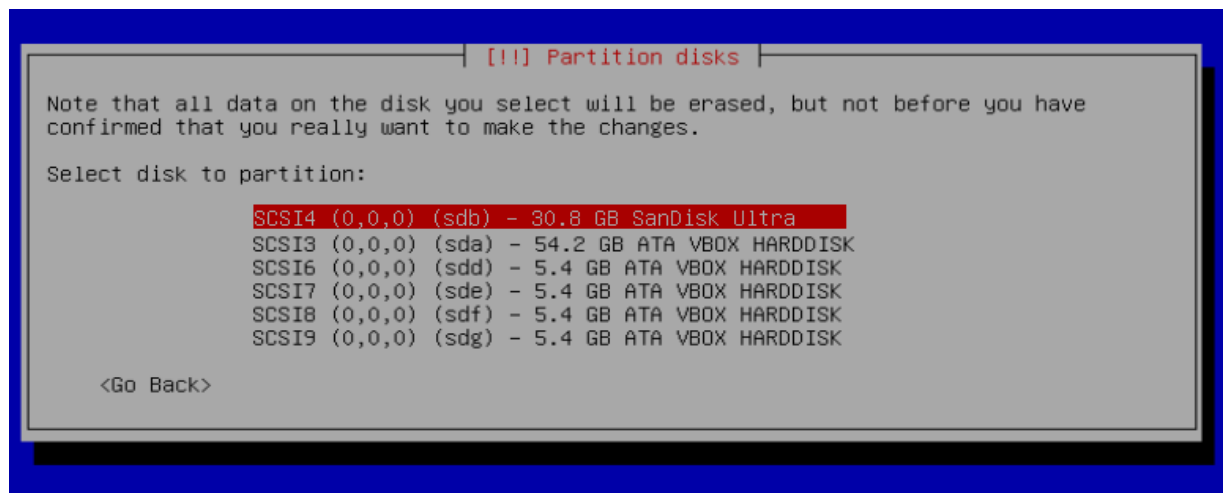 [!!] Partition disks
Note that all data on the disk you select will be erased, but not before you have
confirmed that you really want to make the changes.
Select disk to partition:
SCSI4 (0,0,0) (sdb) - 30.8 GB SanDisk Ultra
SCSI3 (0,0,0) (sda) - 54.2 GB ATA VBOX HARDDISK
SCSI6 (0,0,0) (sdd) - 5.4 GB ATA VBOX HARDDISK
SCSI7 (0,0,0) (sde) - 5.4 GB ATA VBOX HARDDISK
SCSI8 (0,0,0) (sdf) - 5.4 GB ATA VBOX HARDDISK
SCSI9 (0,0,0) (sdg) - 5.4 GB ATA VBOX HARDDISK
<Go Back>